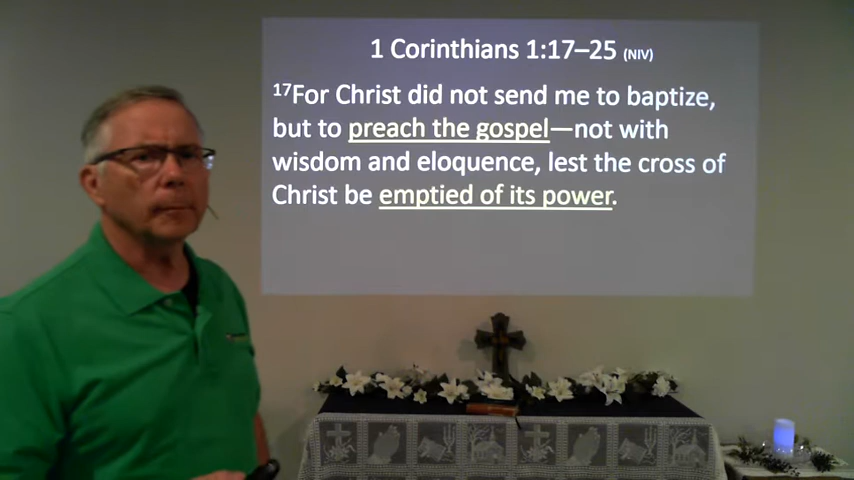 1 Corinthians 1:17–25 (NIV)
17For Christ did not send me to baptize,
but to preach the gospel—not with
wisdom and eloquence, lest the cross of
Christ be emptied of its power.